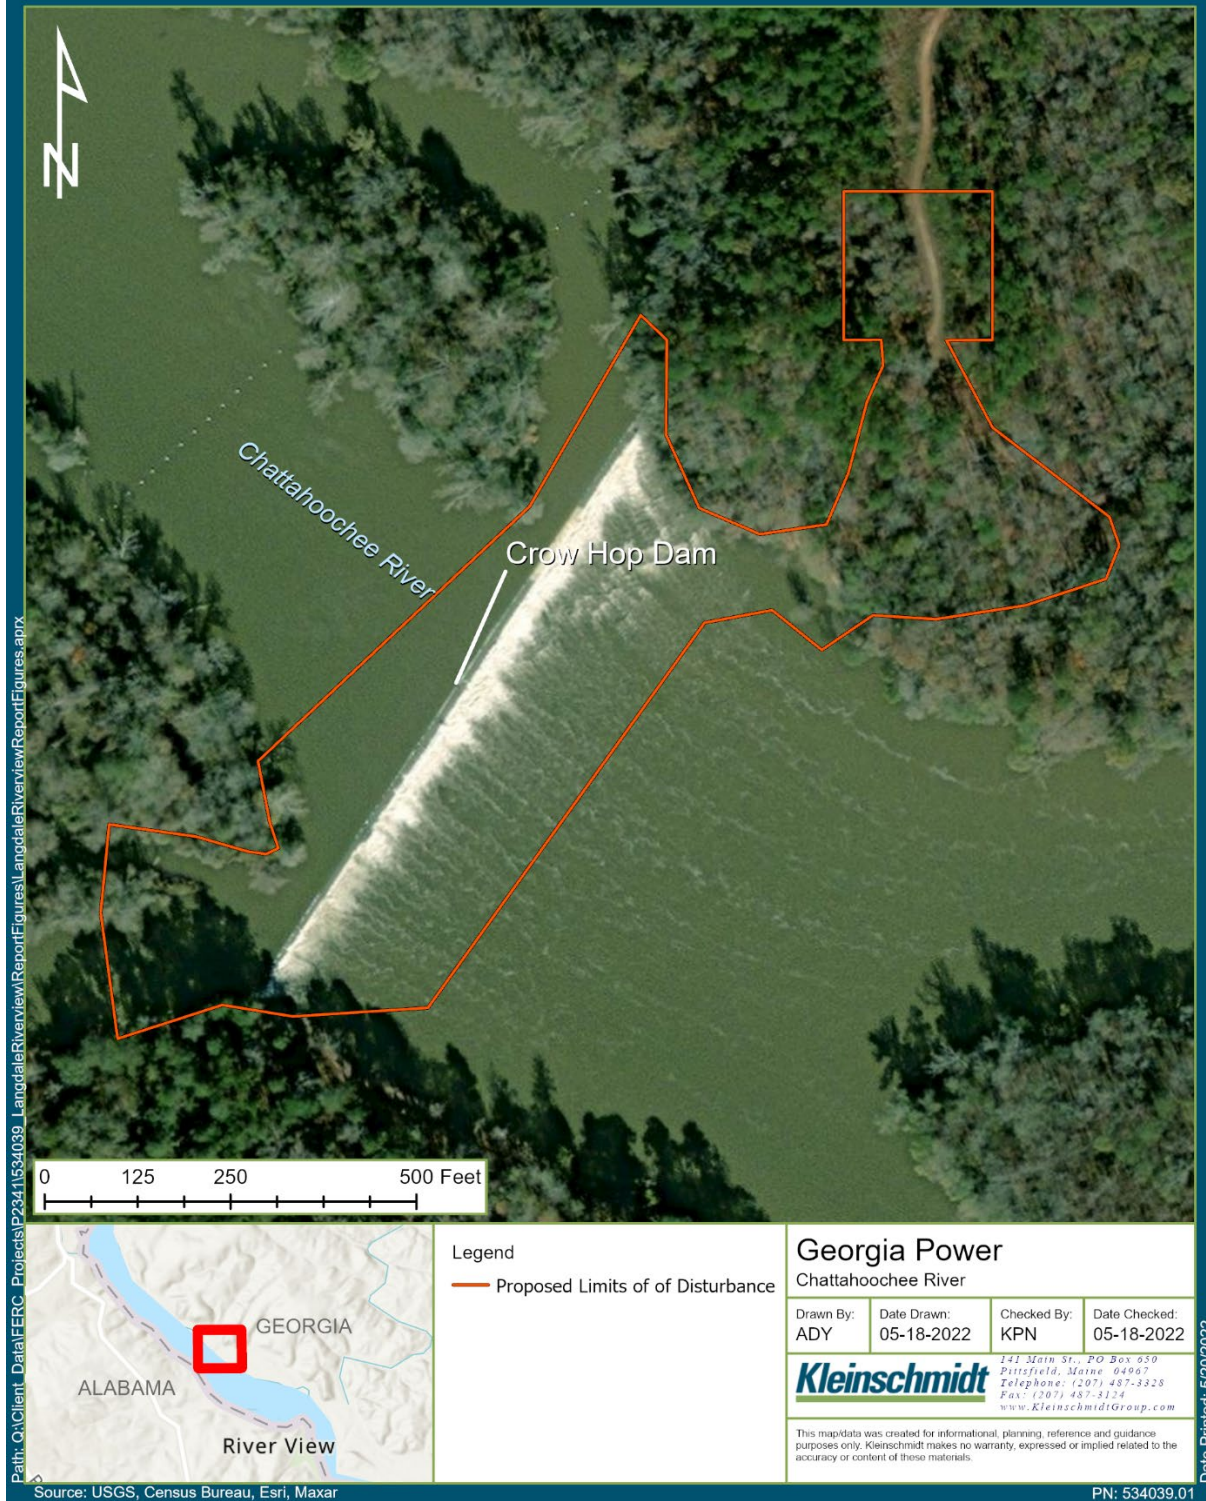 N
Chattahoochee River
Crow Hop Dam
0 125 250 500 Feet
Path: Q:\Client_Data\FERC_Projects\P2341\534039_LangdaleRiverview\ReportFigures\LangdaleRiverviewReportFigures.aprx
GEORGIA
ALABAMA
River View
Legend
Proposed Limits of of Disturbance
Georgia Power
Chattahoochee River
Drawn By: Date Drawn: Checked By: Date Checked:
ADY 05-18-2022 KPN 05-18-2022
Kleinschmidt
141 Main St., PO Box 650
Pittsfield, Maine 04967
Telephone: (207) 487-3328
Fax: (207) 487-3124
www.KleinschmidtGroup.com
This map/data was created for informational, planning, reference and guidance
purposes only. Kleinschmidt makes no warranty, expressed or implied related to the
accuracy or content of these materials.
Date Printed: 5/20/2022
Source: USGS, Census Bureau, Esri, Maxar
PN: 534039.01